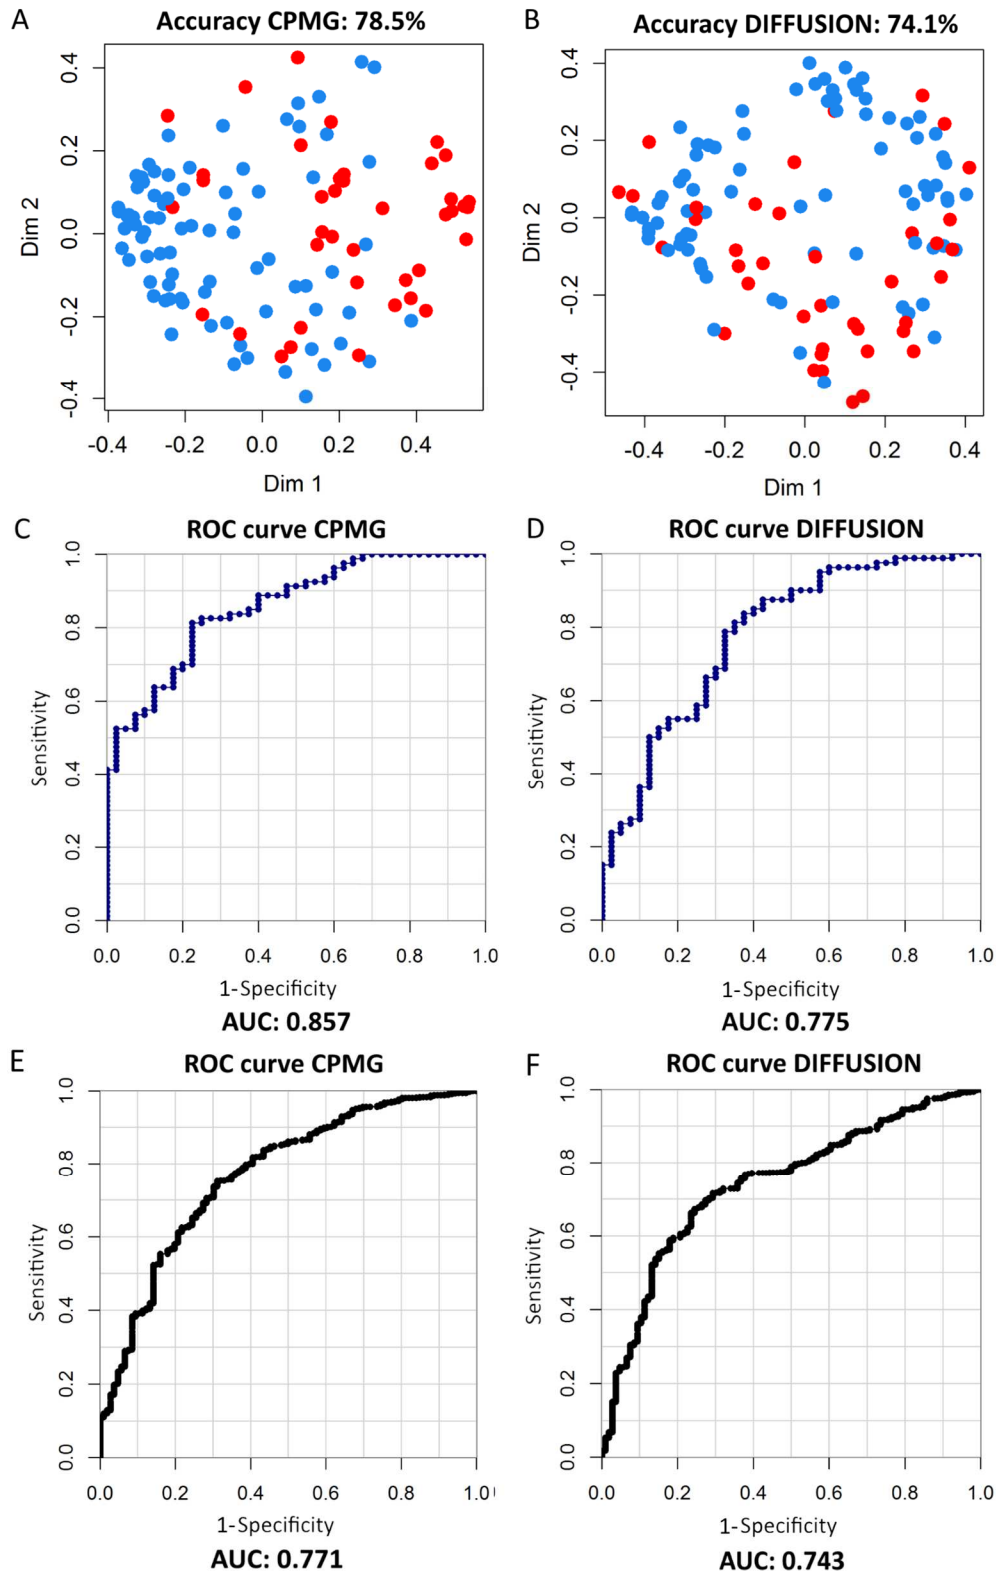 A
Accuracy CPMG: 78.5%
0.4
0.2
0.0
-0.2
-0.4
Dim 2
-0.4 -0.2 0.0 0.2 0.4
Dim 1
B
Accuracy DIFFUSION: 74.1%
0.4
0.2
0.0
-0.2
-0.4
Dim 2
-0.4 -0.2 0.0 0.2 0.4
Dim 1
C
ROC curve CPMG
1.0
0.8
0.6
0.4
0.2
0.0
Sensitivity
0.0 0.2 0.4 0.6 0.8 1.0
1-Specificity
AUC: 0.857
D
ROC curve DIFFUSION
1.0
0.8
0.6
0.4
0.2
0.0
Sensitivity
0.0 0.2 0.4 0.6 0.8 1.0
1-Specificity
AUC: 0.775
E
ROC curve CPMG
1.0
0.8
0.6
0.4
0.2
0.0
Sensitivity
0.0 0.2 0.4 0.6 0.8 1.0
1-Specificity
AUC: 0.771
F
ROC curve DIFFUSION
1.0
0.8
0.6
0.4
0.2
0.0
Sensitivity
0.0 0.2 0.4 0.6 0.8 1.0
1-Specificity
AUC: 0.743